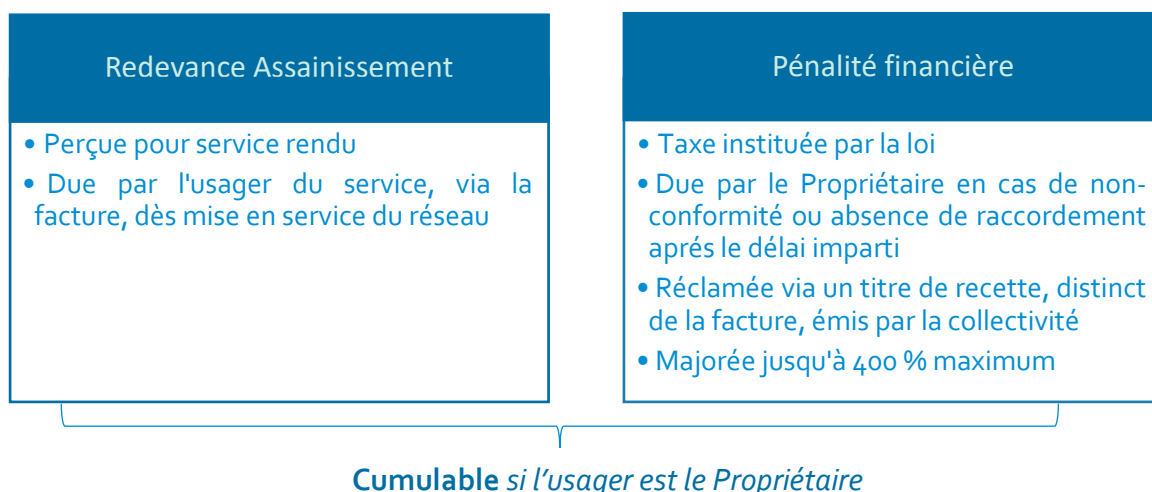 Redevance Assainissement
• Perçue pour service rendu
• Due par l'usager du service, via la
facture, dès mise en service du réseau
Pénalité financière
• Taxe instituée par la loi
• Due par le Propriétaire en cas de non-
conformité ou absence de raccordement
aprés le délai imparti
• Réclamée via un titre de recette, distinct
de la facture, émis par la collectivité
• Majorée jusqu'à 400 % maximum
Cumulable si l’usager est le Propriétaire